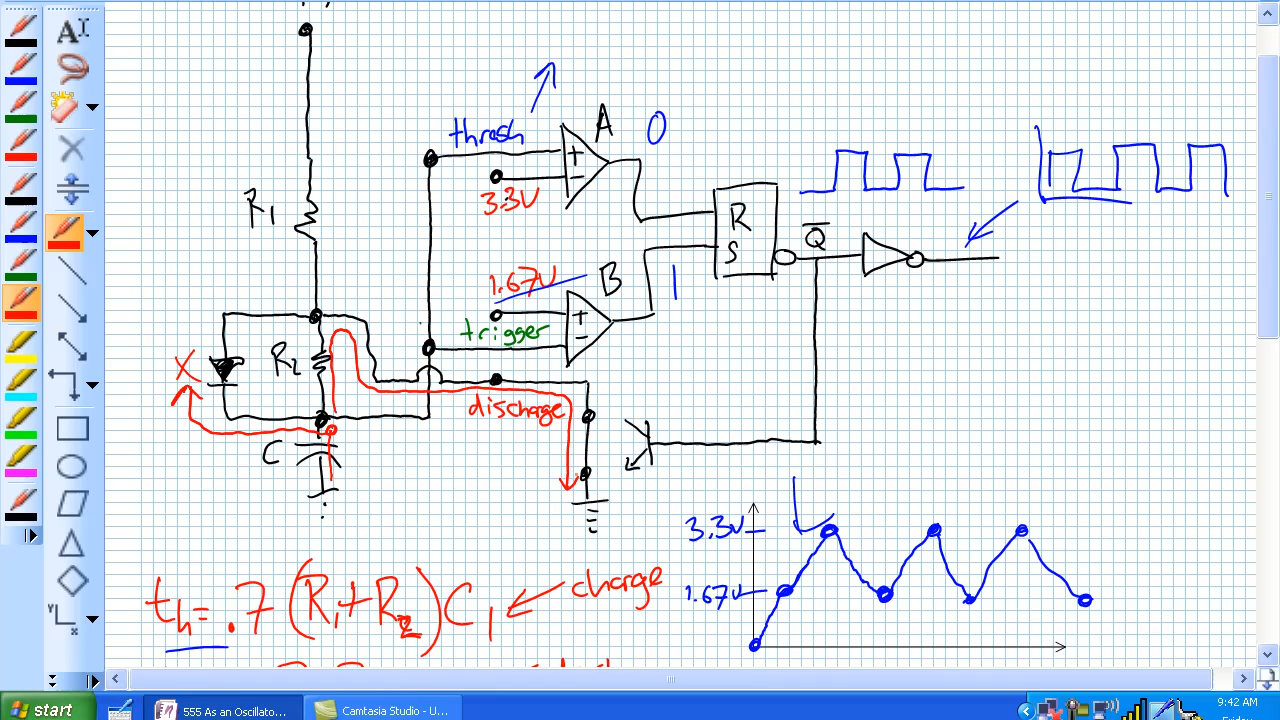 A
thresh
A
0
+
-
3.3V
R1
R
S
Q
1.67V
B
1
+
-
trigger
R2
X
discharge
C
3.3V
1.67V
th = .7 (R1+R2) C1
charge
start
555 As an Oscillato...
Camtasia Studio - U...
9:42 AM
Friday